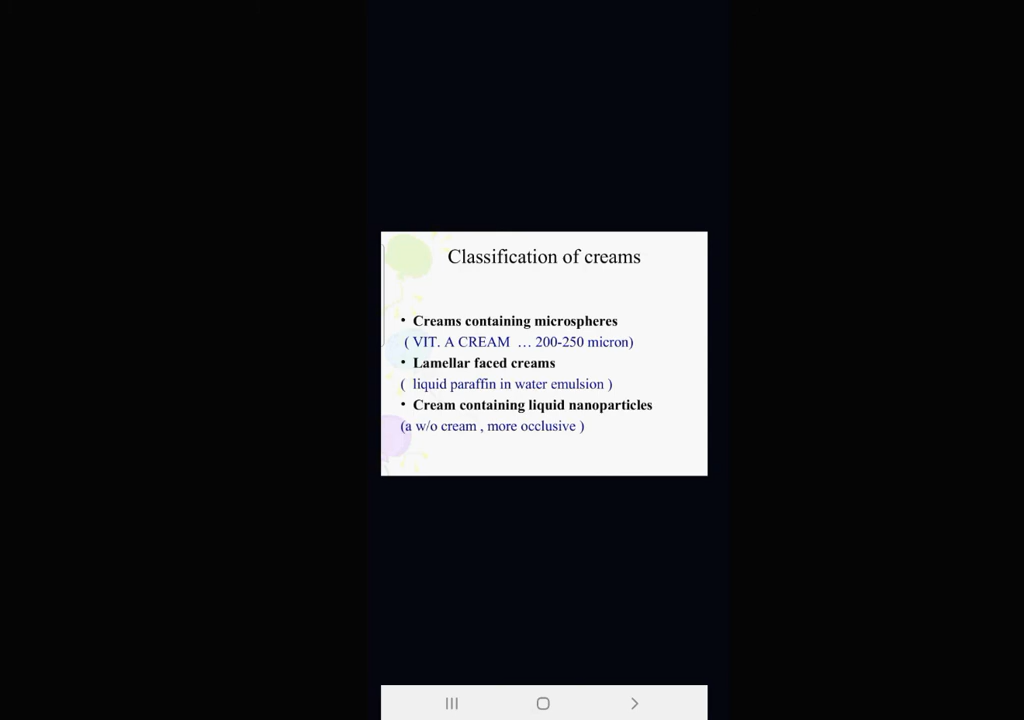 Classification of creams
• Creams containing microspheres
( VIT. A CREAM … 200-250 micron)
• Lamellar faced creams
( liquid paraffin in water emulsion )
• Cream containing liquid nanoparticles
(a w/o cream , more occlusive )